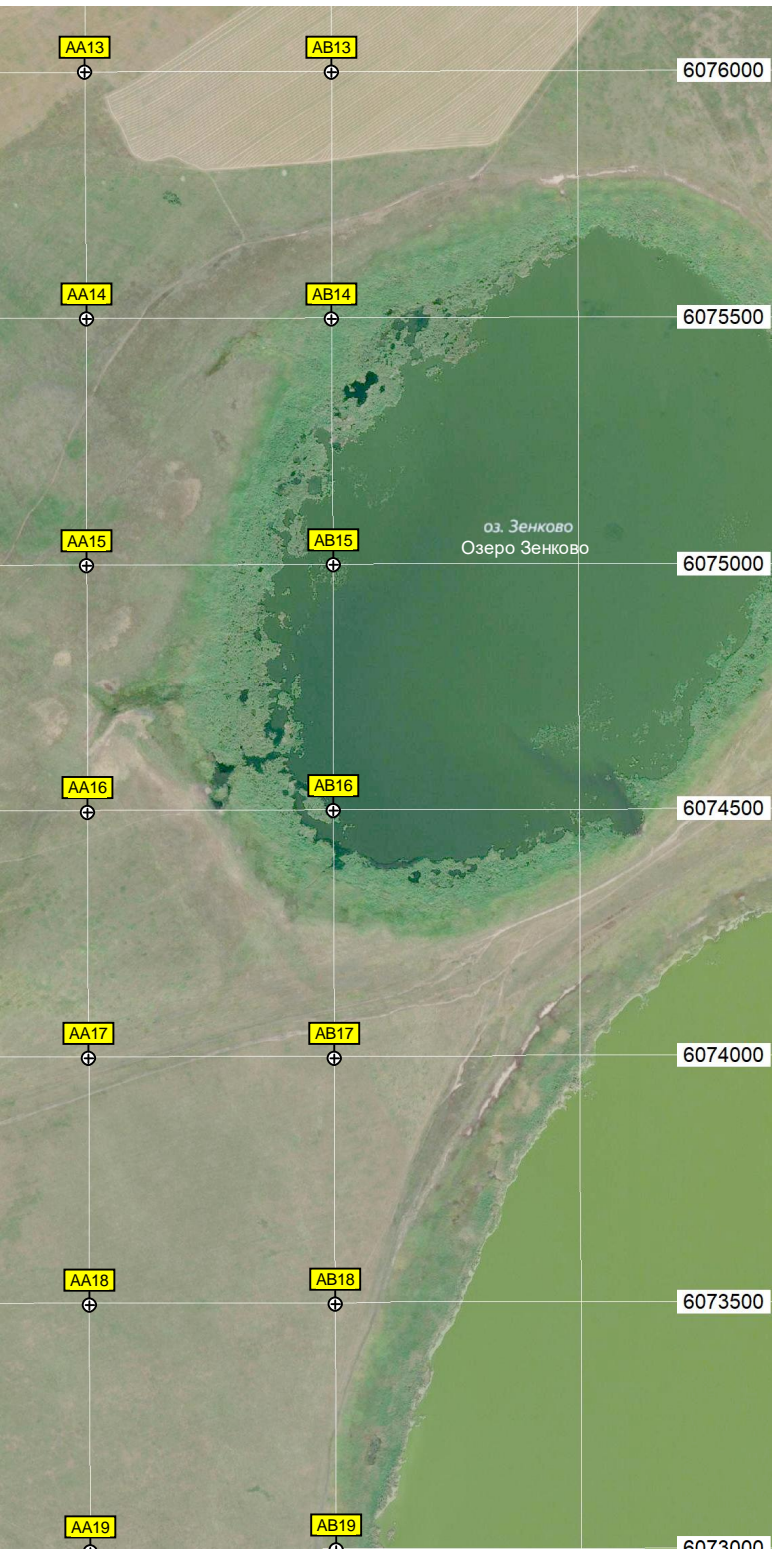 AA13 AB13
6076000
AA14 AB14
6075500
оз. Зенково
AA15 AB15
Озеро Зенково
6075000
AA16 AB16
6074500
AA17 AB17
6074000
AA18 AB18
6073500
AA19 AB19
6073000